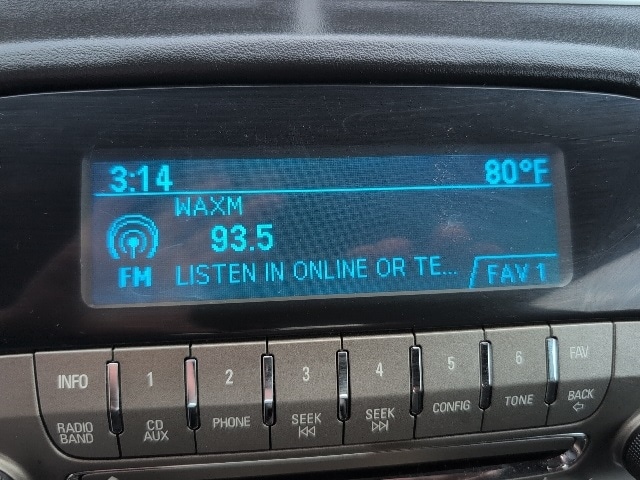 3:14 80°F
WAXM
93.5
FM LISTEN IN ONLINE OR TE... FAV 1
INFO 1 2 3 4 5 6 FAV
RADIO BAND CD AUX PHONE SEEK SEEK CONFIG TONE BACK